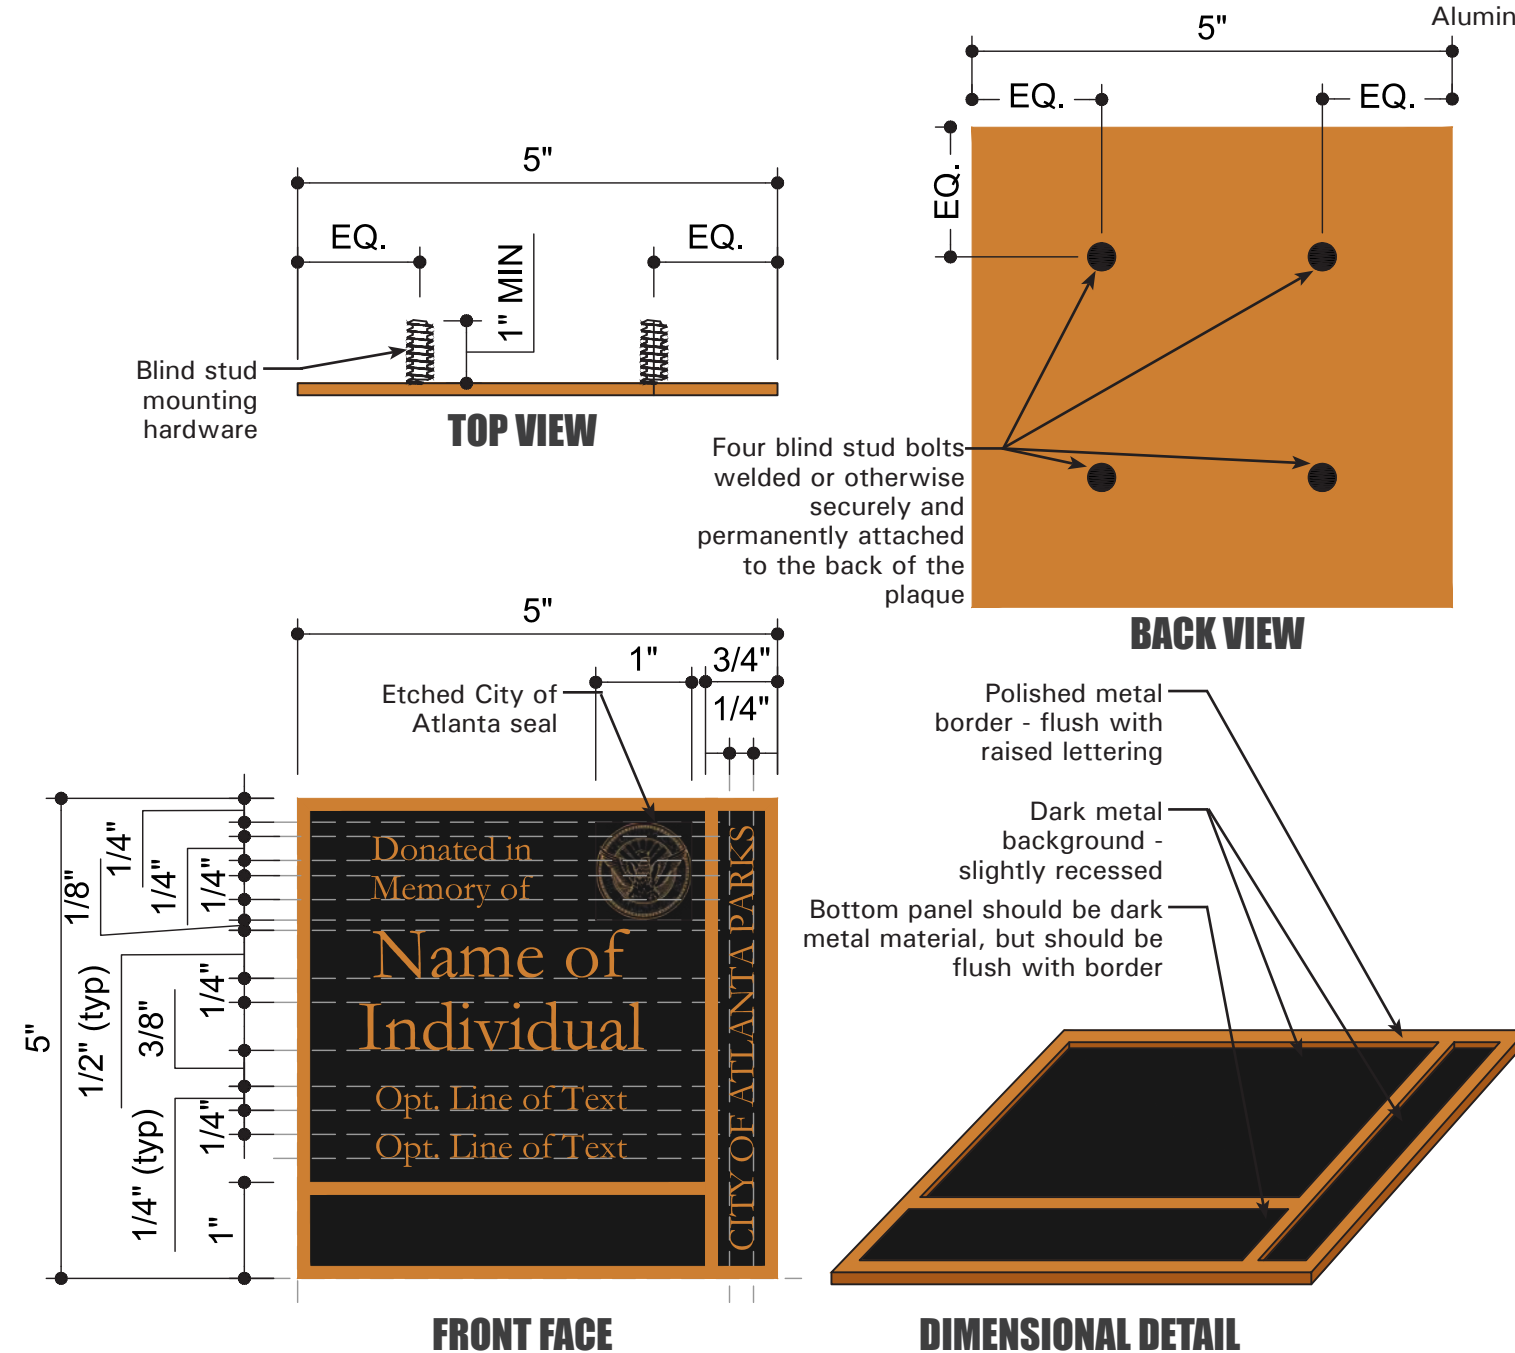 Alumin
5"
EQ.
EQ.
EQ.
BACK VIEW
5"
EQ.
EQ.
1" MIN
Blind stud
mounting
hardware
TOP VIEW
Four blind stud bolts
welded or otherwise
securely and
permanently attached
to the back of the
plaque
5"
1"
3/4"
1/4"
Etched City of
Atlanta seal
5"
1/4"
1/4"
1/4"
1/8"
1/2" (typ)
1/4"
3/8"
1/4" (typ)
1/4"
1"
Donated in
Memory of
Name of
Individual
Opt. Line of Text
Opt. Line of Text
CITY OF ATLANTA PARKS
FRONT FACE
Polished metal
border - flush with
raised lettering
Dark metal
background -
slightly recessed
Bottom panel should be dark
metal material, but should be
flush with border
DIMENSIONAL DETAIL